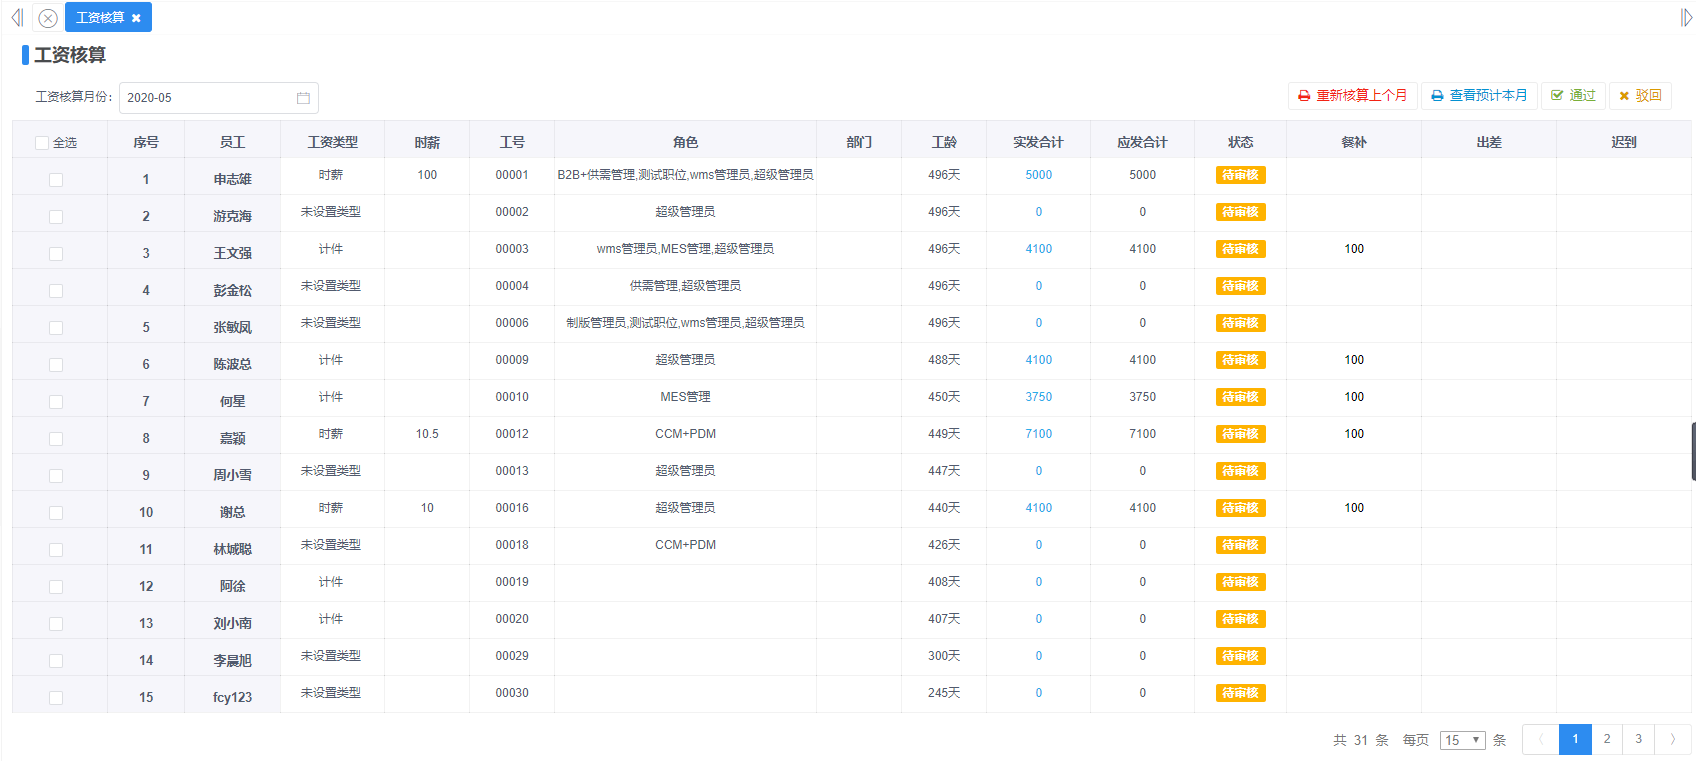 工资核算
工资核算
工资核算月份: 2020-05 重新核算上个月 查看预计本月 通过 驳回
全选 序号 员工 工资类型 时薪 工号 角色 部门 工龄 实发合计 应发合计 状态 餐补 出差 迟到
1 申志雄 时薪 100 00001 B2B+供需管理,测试职位,wms管理员,超级管理员 496天 5000 5000 待审核
2 游克海 未设置类型 00002 超级管理员 496天 0 0 待审核
3 王文强 计件 00003 wms管理员,MES管理,超级管理员 496天 4100 4100 待审核 100
4 彭金松 未设置类型 00004 供需管理,超级管理员 496天 0 0 待审核
5 张敏凤 未设置类型 00006 制版管理员,测试职位,wms管理员,超级管理员 496天 0 0 待审核
6 陈波总 计件 00009 超级管理员 488天 4100 4100 待审核 100
7 何星 计件 00010 MES管理 450天 3750 3750 待审核 100
8 嘉颖 时薪 10.5 00012 CCM+PDM 449天 7100 7100 待审核 100
9 周小雪 未设置类型 00013 超级管理员 447天 0 0 待审核
10 谢总 时薪 10 00016 超级管理员 440天 4100 4100 待审核 100
11 林城聪 未设置类型 00018 CCM+PDM 426天 0 0 待审核
12 阿徐 计件 00019 408天 0 0 待审核
13 刘小南 计件 00020 407天 0 0 待审核
14 李晨旭 未设置类型 00029 300天 0 0 待审核
15 fcy123 未设置类型 00030 245天 0 0 待审核
共 31 条 每页 15 条 1 2 3